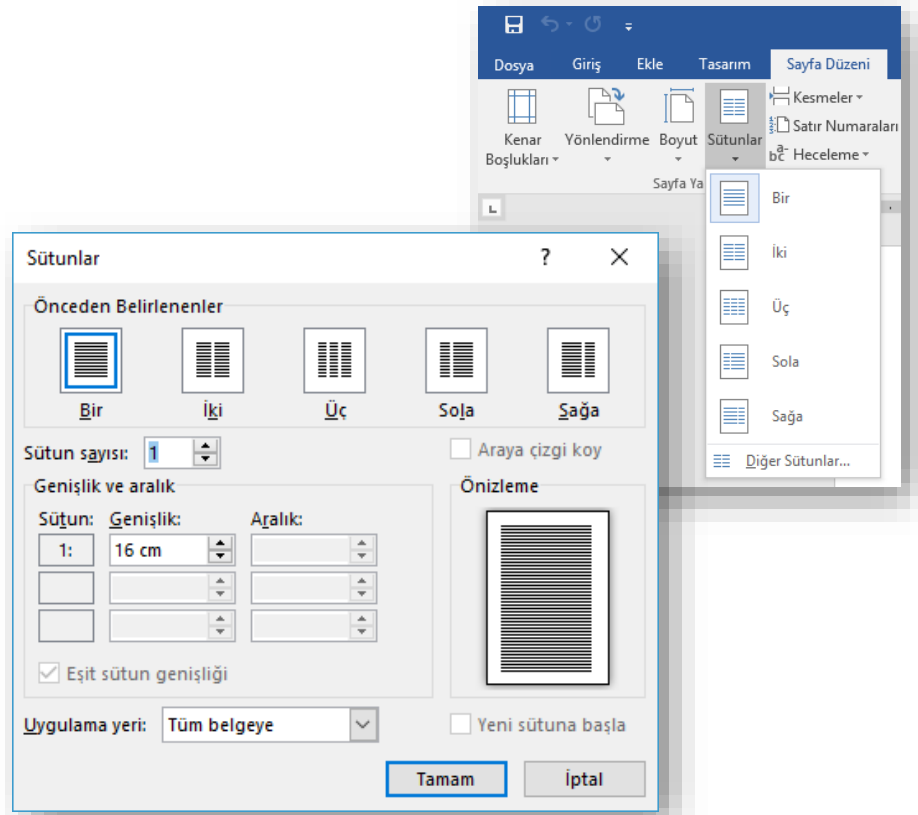 Dosya Giriş Ekle Tasarım Sayfa Düzeni
Kenar Boşlukları
Yönlendirme
Boyut
Sütunlar
Kesmeler
Satır Numaraları
Heceleme
Sayfa Ya
Bir
İki
Üç
Sola
Sağa
Diğer Sütunlar...
Sütunlar ?
Önceden Belirlenenler
Bir İki Üç Sola Sağa
Sütun sayısı: 1
Araya çizgi koy
Genişlik ve aralık
Önizleme
Sütun: Genişlik: Aralık:
1: 16 cm
Eşit sütun genişliği
Uygulama yeri: Tüm belgeye
Yeni sütuna başla
Tamam İptal